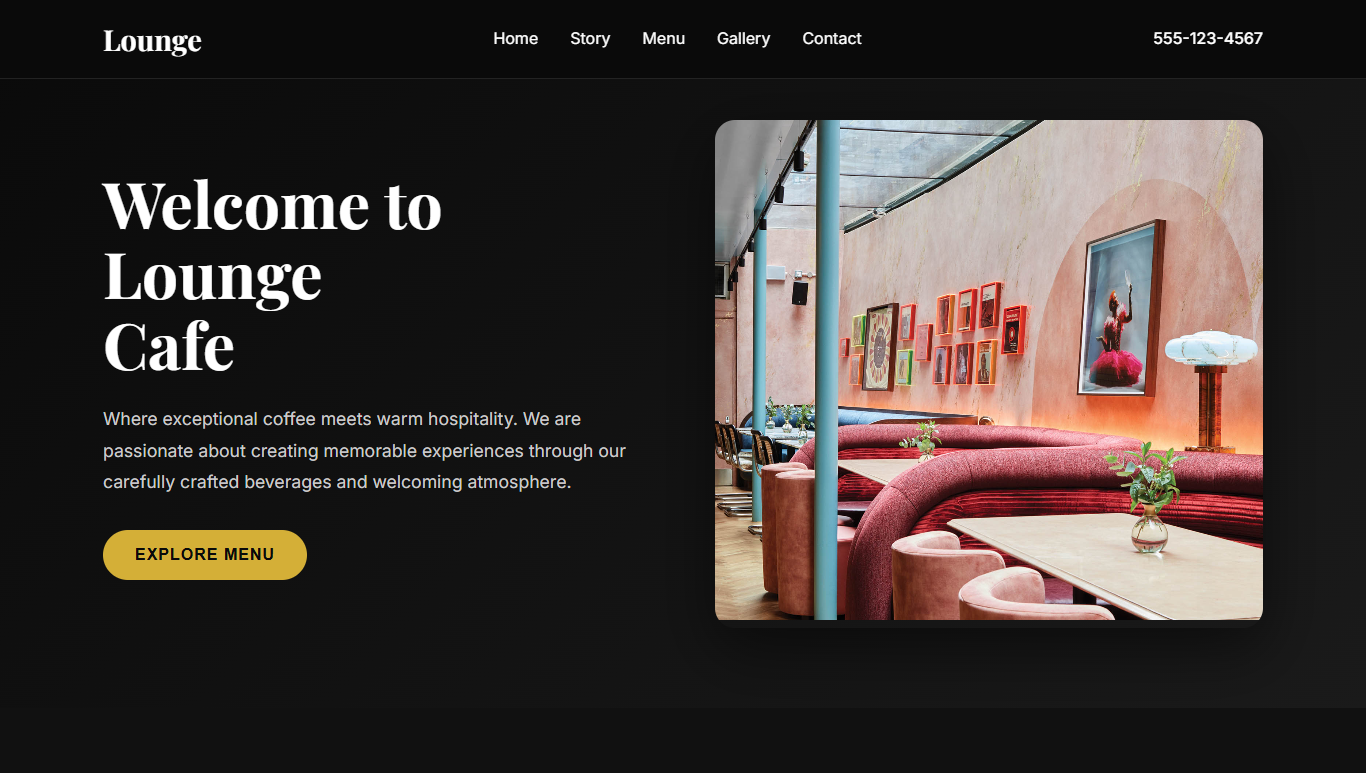 Lounge
Home Story Menu Gallery Contact
555-123-4567
Welcome to
Lounge
Cafe
Where exceptional coffee meets warm hospitality. We are
passionate about creating memorable experiences through our
carefully crafted beverages and welcoming atmosphere.
EXPLORE MENU